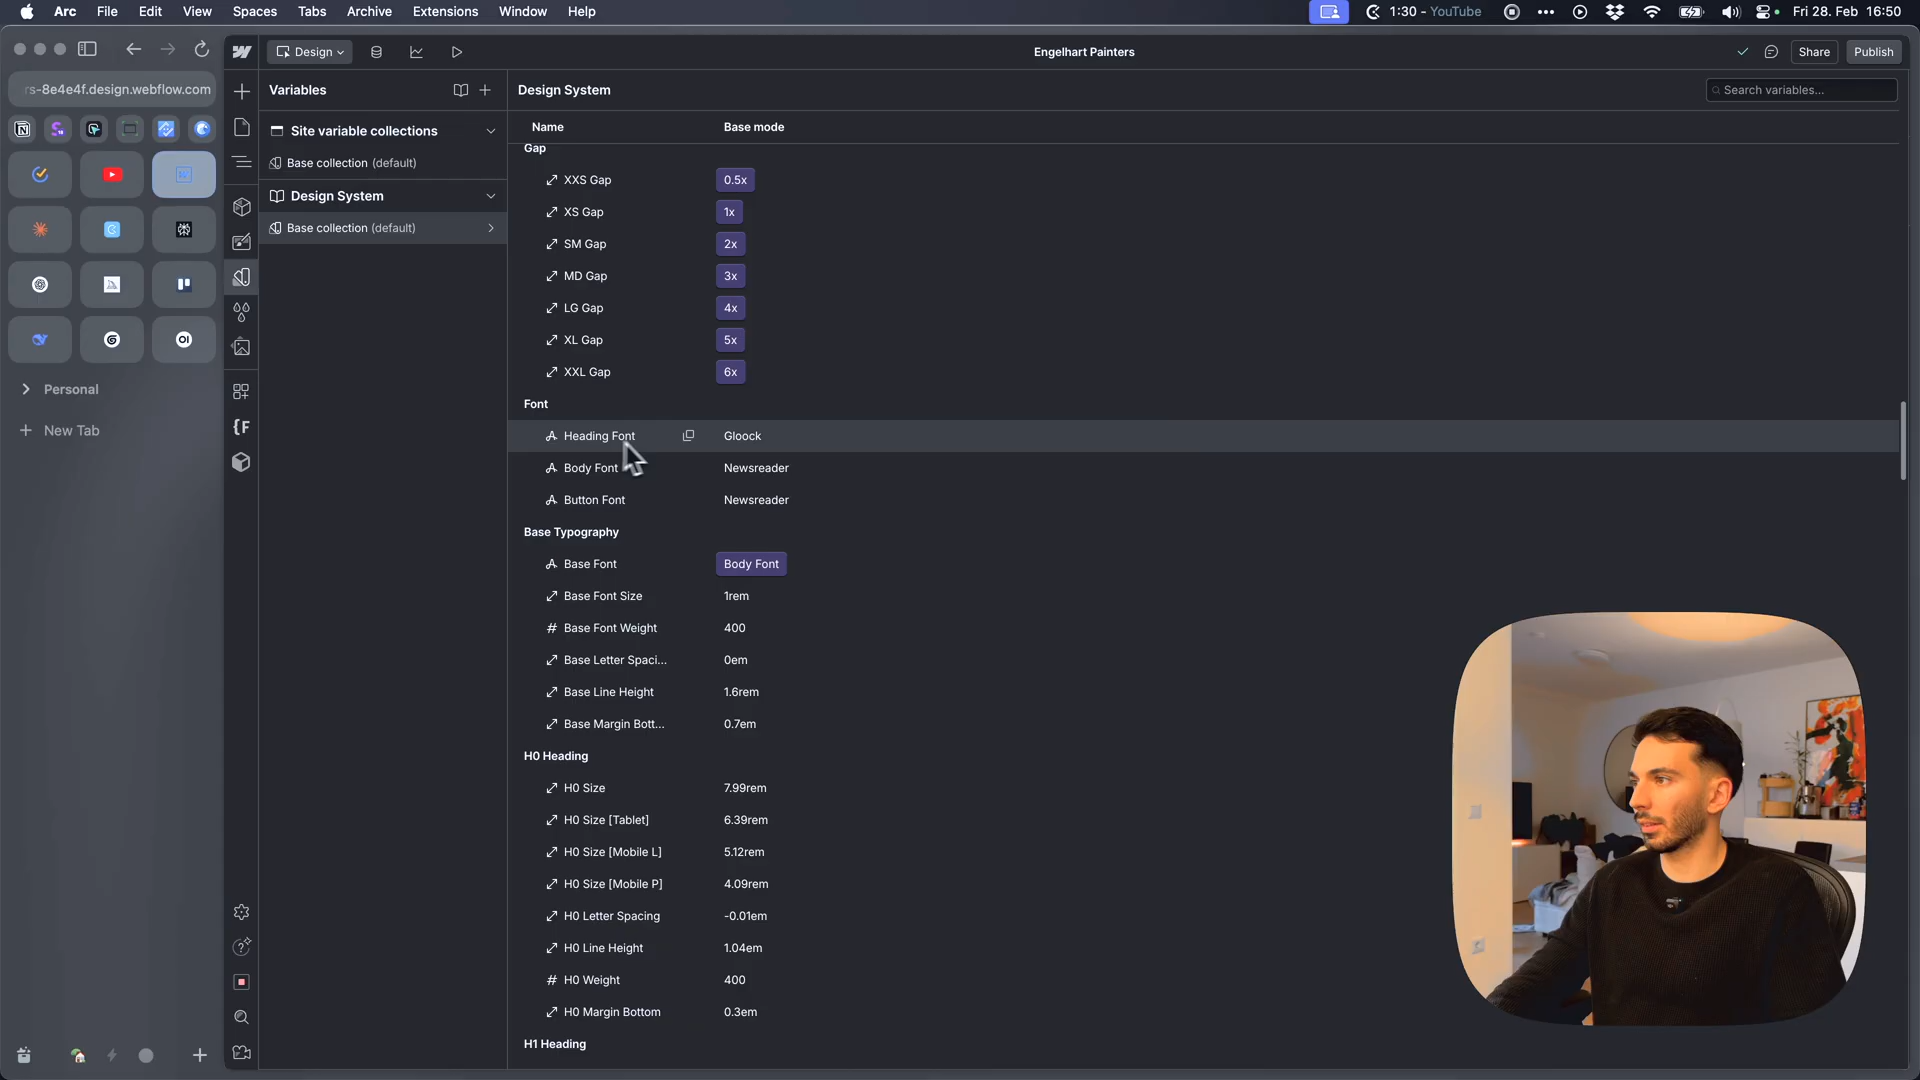 Arc File Edit View Spaces Tabs Archive Extensions Window Help
1:30 - YouTube
Fri 28. Feb 16:50
rs-8e4e4f.design.webflow.com
Personal
New Tab
Design
Engelhart Painters
Share
Publish
Variables
Site variable collections
Base collection (default)
Design System
Base collection (default)
Design System
Search variables...
Name Base mode
Gap
XXS Gap 0.5x
XS Gap 1x
SM Gap 2x
MD Gap 3x
LG Gap 4x
XL Gap 5x
XXL Gap 6x
Font
Heading Font Gloock
Body Font Newsreader
Button Font Newsreader
Base Typography
Base Font Body Font
Base Font Size 1rem
Base Font Weight 400
Base Letter Spaci... 0em
Base Line Height 1.6rem
Base Margin Bott... 0.7em
H0 Heading
H0 Size 7.99rem
H0 Size [Tablet] 6.39rem
H0 Size [Mobile L] 5.12rem
H0 Size [Mobile P] 4.09rem
H0 Letter Spacing -0.01em
H0 Line Height 1.04em
H0 Weight 400
H0 Margin Bottom 0.3em
H1 Heading